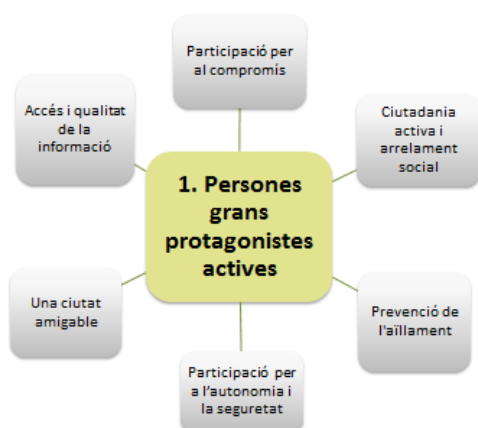 Participació per
al compromís
Accés i qualitat
de la
informació
Ciutadania
activa i
arrelament
social
1. Persones
grans
protagonistes
actives
Una ciutat
amigable
Prevenció de
l'aïllament
Participació per
a l'autonomia i
la seguretat